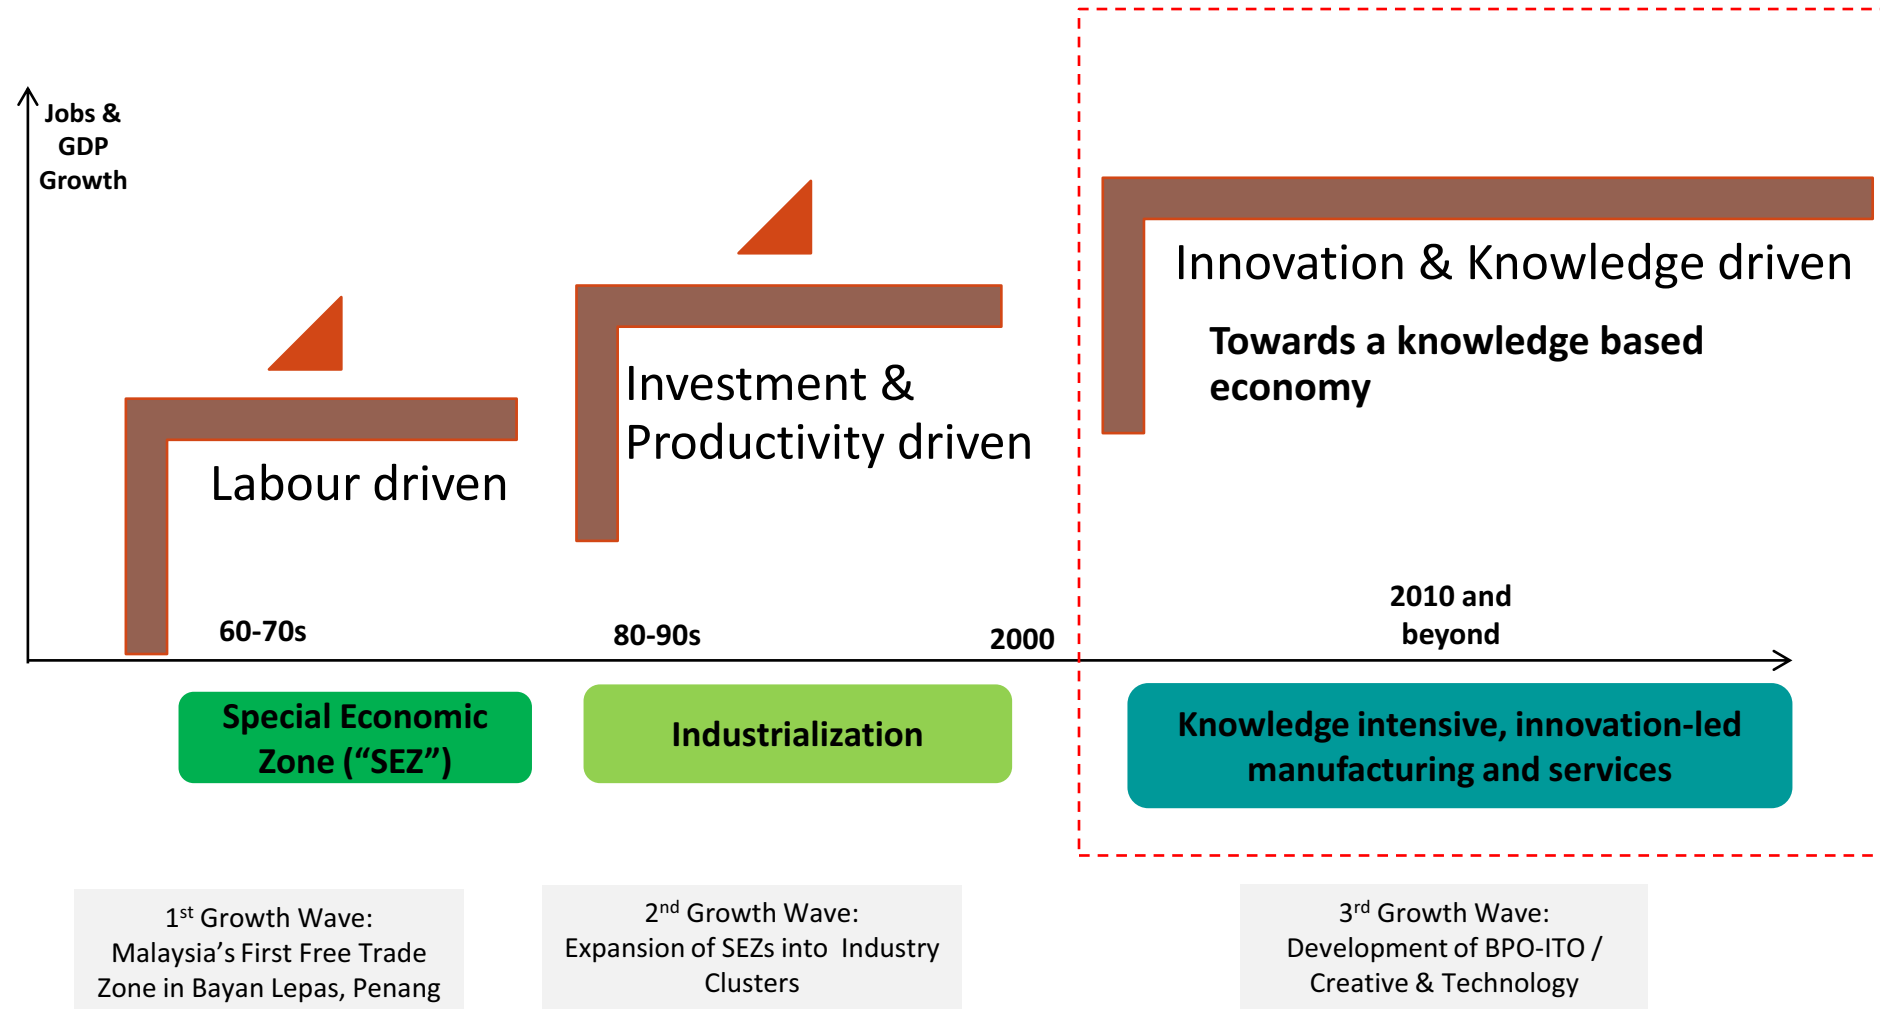 Jobs &
GDP
Growth
Labour driven
Investment &
Productivity driven
Innovation & Knowledge driven
Towards a knowledge based
economy
60-70s
80-90s
2000
2010 and
beyond
Special Economic
Zone (“SEZ”)
Industrialization
Knowledge intensive, innovation-led
manufacturing and services
1st Growth Wave:
Malaysia’s First Free Trade
Zone in Bayan Lepas, Penang
2nd Growth Wave:
Expansion of SEZs into Industry
Clusters
3rd Growth Wave:
Development of BPO-ITO /
Creative & Technology